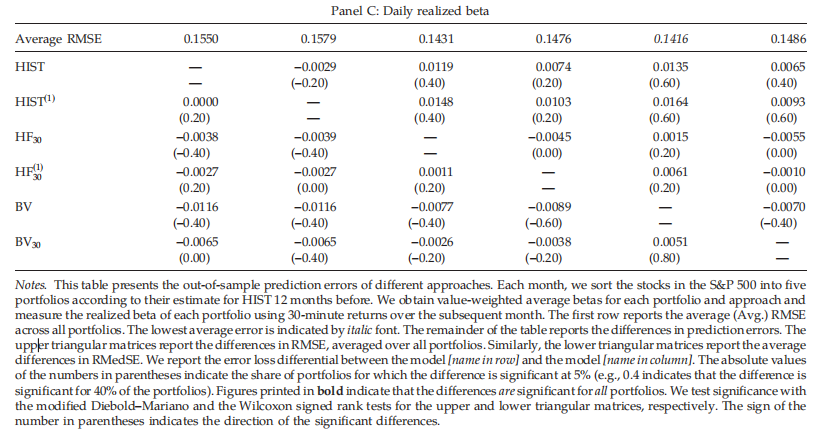 Panel C: Daily realized beta
Average RMSE 0.1550 0.1579 0.1431 0.1476 0.1416 0.1486
HIST — −0.0029 0.0119 0.0074 0.0135 0.0065
— (−0.20) (0.40) (0.20) (0.60) (0.40)
HIST(1) 0.0000 — 0.0148 0.0103 0.0164 0.0093
(0.20) — (0.40) (0.20) (0.60) (0.60)
HF30 −0.0038 −0.0039 — −0.0045 0.0015 −0.0055
(−0.40) (−0.40) — (0.00) (0.20) (0.00)
HF30(1) −0.0027 −0.0027 0.0011 — 0.0061 −0.0010
(0.20) (0.00) (0.20) — (0.20) (0.00)
BV −0.0116 −0.0116 −0.0077 −0.0089 — −0.0070
(−0.40) (−0.40) (−0.40) (−0.60) — (−0.40)
BV30 −0.0065 −0.0065 −0.0026 −0.0038 0.0051 —
(0.00) (−0.40) (−0.20) (−0.20) (0.80) —
Notes. This table presents the out-of-sample prediction errors of different approaches. Each month, we sort the stocks in the S&P 500 into five
portfolios according to their estimate for HIST 12 months before. We obtain value-weighted average betas for each portfolio and approach and
measure the realized beta of each portfolio using 30-minute returns over the subsequent month. The first row reports the average (Avg.) RMSE
across all portfolios. The lowest average error is indicated by italic font. The remainder of the table reports the differences in prediction errors. The
upper triangular matrices report the differences in RMSE, averaged over all portfolios. Similarly, the lower triangular matrices report the average
differences in RMedSE. We report the error loss differential between the model [name in row] and the model [name in column]. The absolute values
of the numbers in parentheses indicate the share of portfolios for which the difference is significant at 5% (e.g., 0.4 indicates that the difference is
significant for 40% of the portfolios). Figures printed in bold indicate that the differences are significant for all portfolios. We test significance with
the modified Diebold–Mariano and the Wilcoxon signed rank tests for the upper and lower triangular matrices, respectively. The sign of the
number in parentheses indicates the direction of the significant differences.